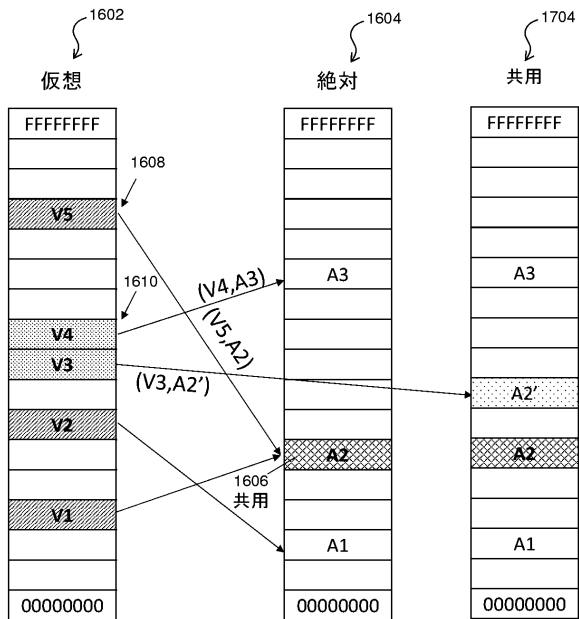 1602
1604
1704
仮想
絶対
共用
FFFFFFFF
FFFFFFFF
FFFFFFFF
1608
V5
A3
A3
(V4,A3)
(V5,A2)
1610
V4
V3
(V3,A2')
A2'
V2
A2
A2
1606
共用
V1
A1
A1
00000000
00000000
00000000